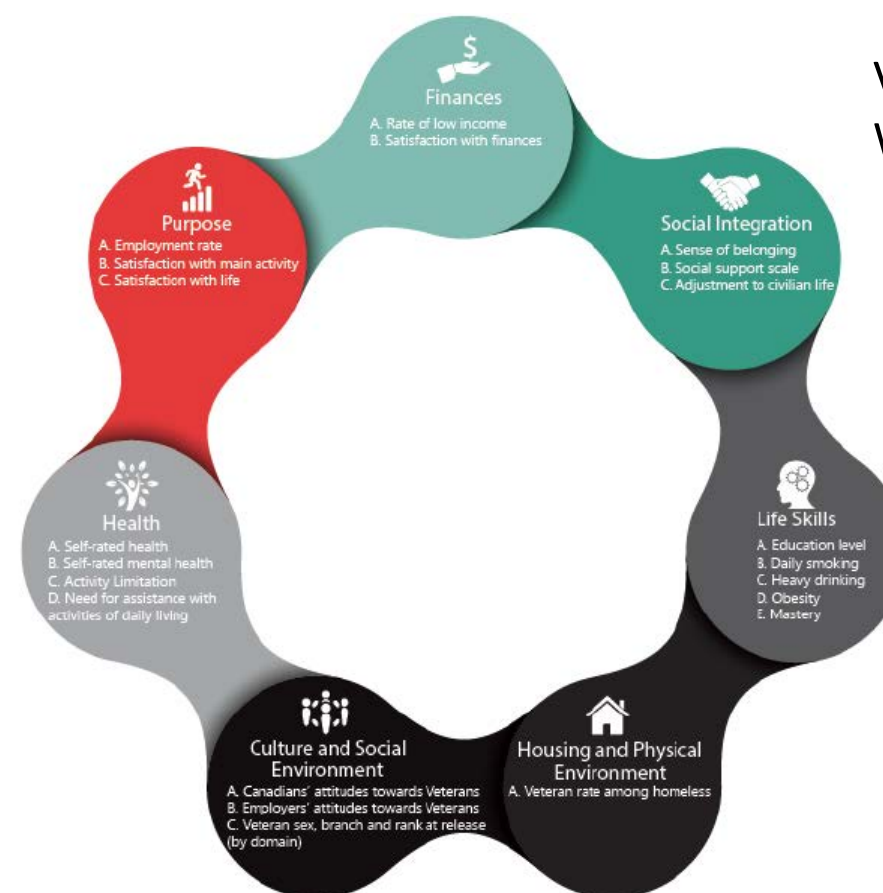 $
Finances
A. Rate of low income
B. Satisfaction with finances
Social Integration
A. Sense of belonging
B. Social support scale
C. Adjustment to civilian life
Life Skills
A. Education level
B. Daily smoking
C. Heavy drinking
D. Obesity
E. Mastery
Housing and Physical
Environment
A. Veteran rate among homeless
Culture and Social
Environment
A. Canadians' attitudes towards Veterans
B. Employers' attitudes towards Veterans
C. Veteran sex, branch and rank at release
(by domain)
Health
A. Self-rated health
B. Self-rated mental health
C. Activity Limitation
D. Need for assistance with
activities of daily living
Purpose
A. Employment rate
B. Satisfaction with main activity
C. Satisfaction with life